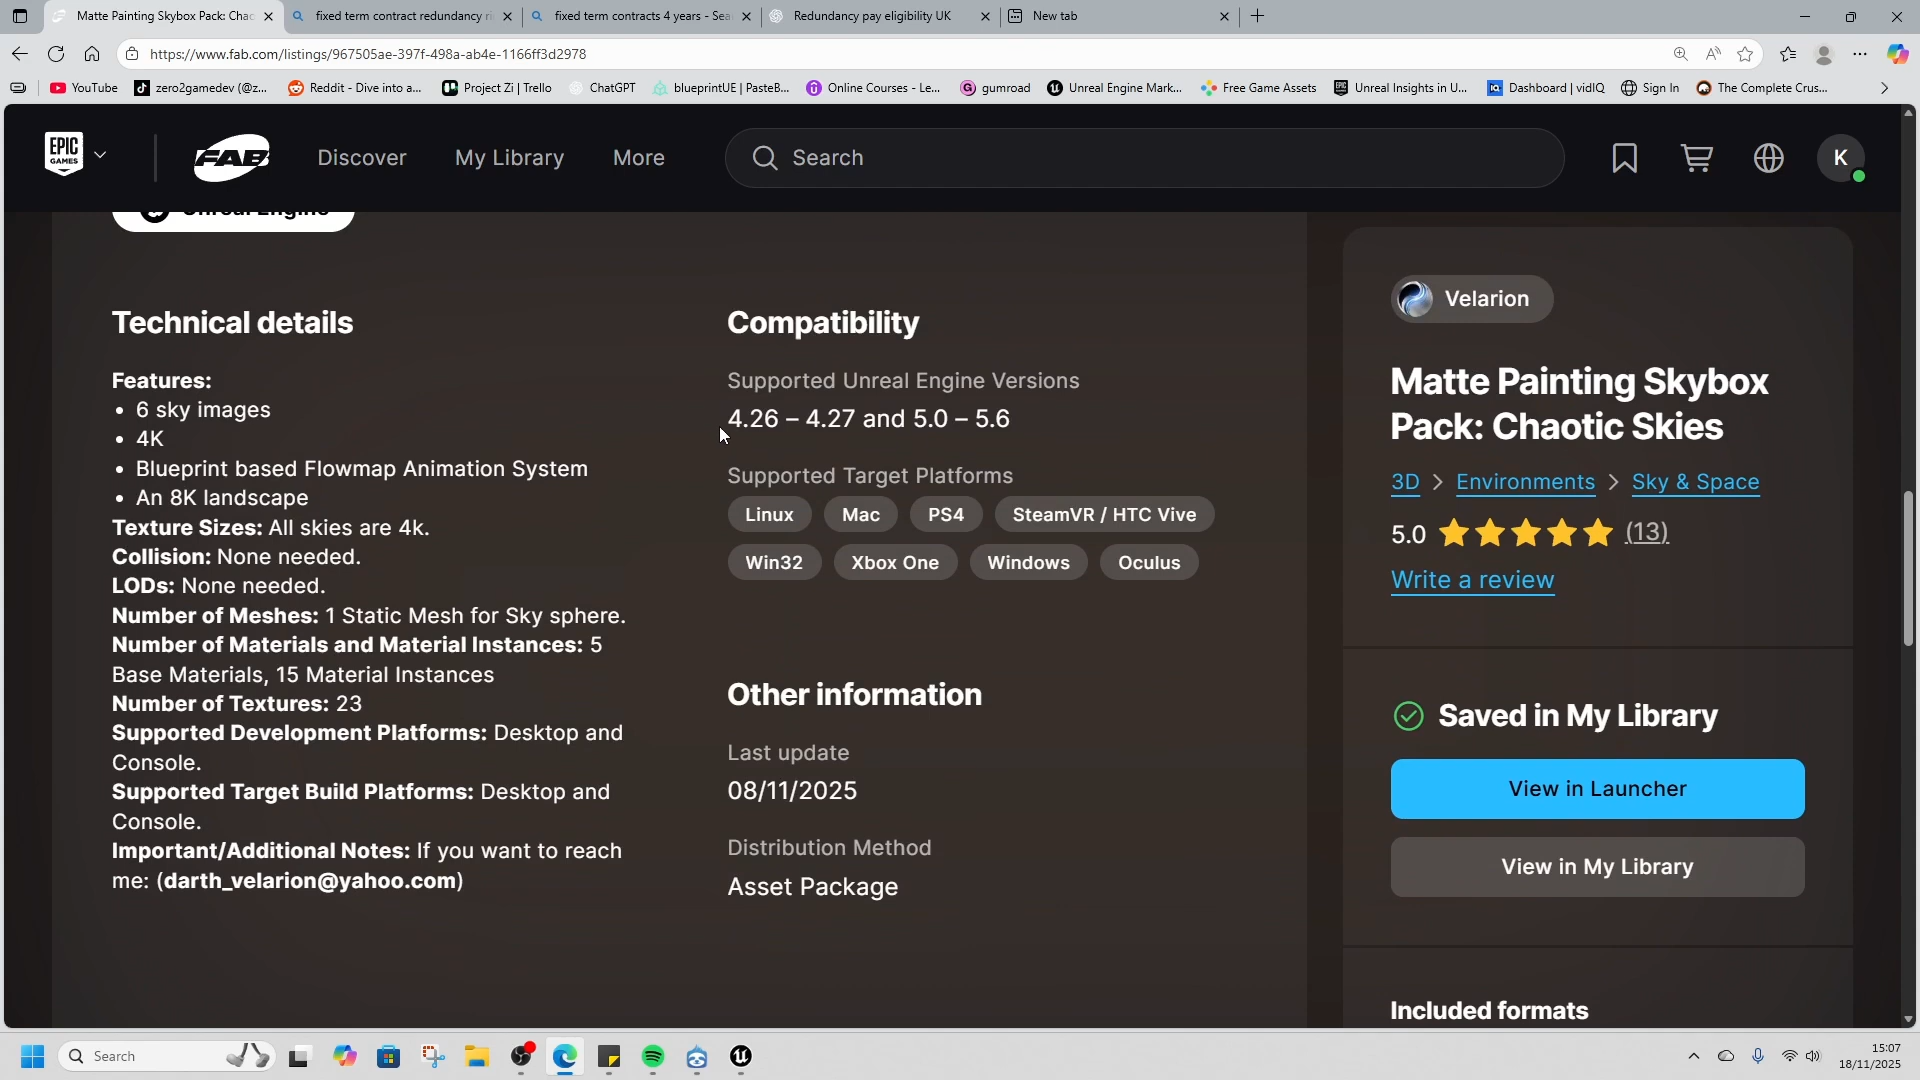 Matte Painting Skybox Pack: Chac
fixed term contract redundancy ri
fixed term contracts 4 years - Sea
Redundancy pay eligibility UK
New tab
https://www.fab.com/listings/967505ae-397f-498a-ab4e-1166ff3d2978
YouTube
zero2gamedev (@z...
Reddit - Dive into a...
Project Zi | Trello
ChatGPT
blueprintUE | PasteB...
Online Courses - Le...
gumroad
Unreal Engine Mark...
Free Game Assets
Unreal Insights in U...
Dashboard | vidIQ
Sign In
The Complete Crus...
EPIC GAMES
FAB
Discover
My Library
More
Search
K
Unreal Engine
Technical details
Features:
• 6 sky images
• 4K
• Blueprint based Flowmap Animation System
• An 8K landscape
Texture Sizes: All skies are 4k.
Collision: None needed.
LODs: None needed.
Number of Meshes: 1 Static Mesh for Sky sphere.
Number of Materials and Material Instances: 5
Base Materials, 15 Material Instances
Number of Textures: 23
Supported Development Platforms: Desktop and
Console.
Supported Target Build Platforms: Desktop and
Console.
Important/Additional Notes: If you want to reach
me: (darth_velarion@yahoo.com)
Compatibility
Supported Unreal Engine Versions
4.26 – 4.27 and 5.0 – 5.6
Supported Target Platforms
Linux
Mac
PS4
SteamVR / HTC Vive
Win32
Xbox One
Windows
Oculus
Other information
Last update
08/11/2025
Distribution Method
Asset Package
Velarion
Matte Painting Skybox
Pack: Chaotic Skies
3D > Environments > Sky & Space
5.0 (13)
Write a review
Saved in My Library
View in Launcher
View in My Library
Included formats
Search
15:07
18/11/2025